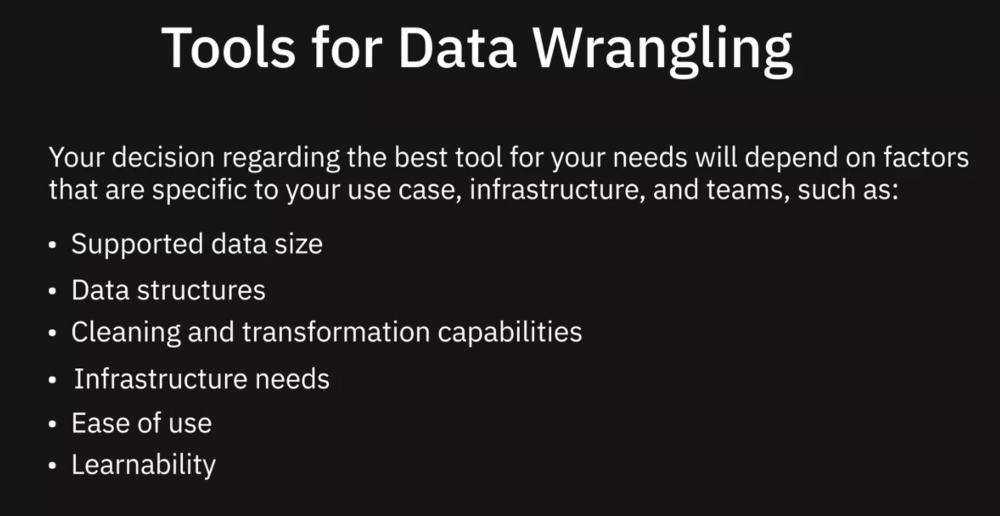 Tools for Data Wrangling
Your decision regarding the best tool for your needs will depend on factors
that are specific to your use case, infrastructure, and teams, such as:
• Supported data size
• Data structures
• Cleaning and transformation capabilities
• Infrastructure needs
• Ease of use
• Learnability